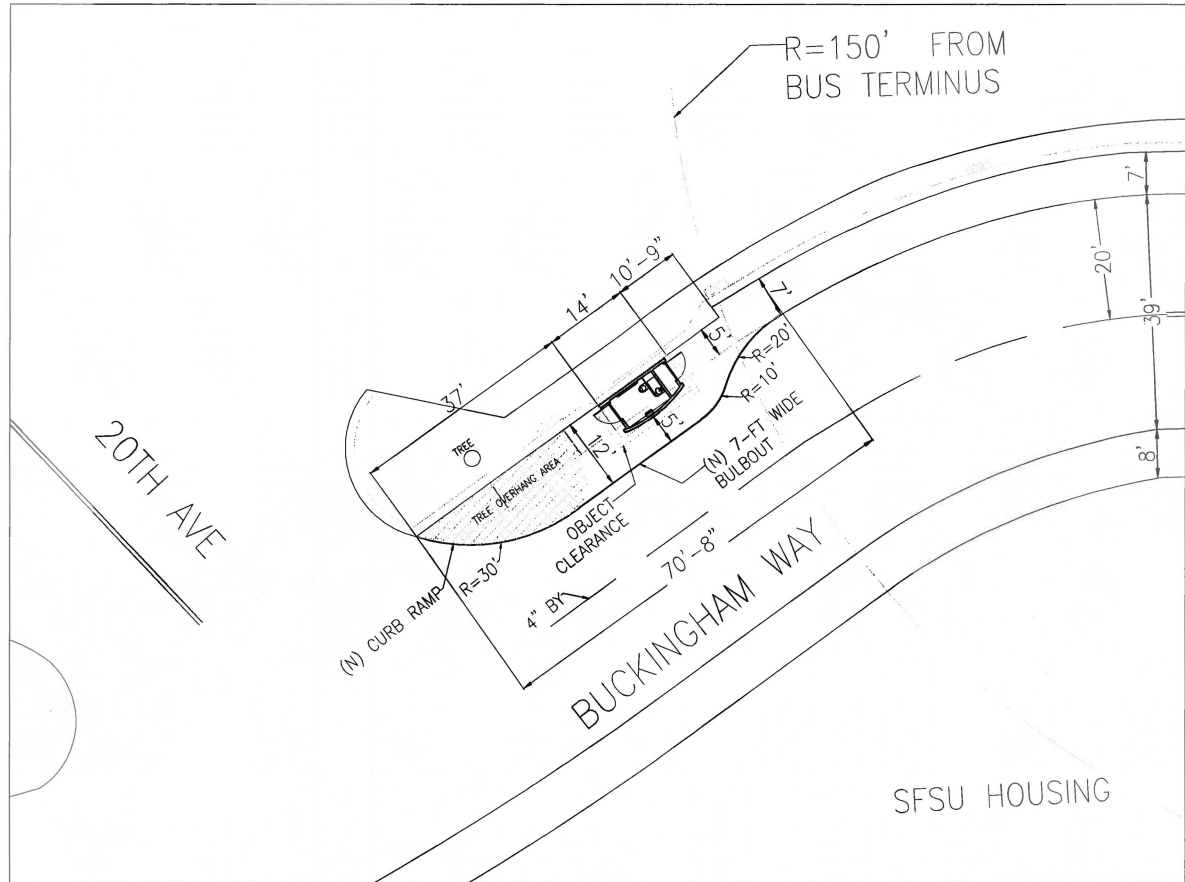 R=150' FROM
BUS TERMINUS
7'
20'
39'
8'
10'-9"
14'
37'
7'
5'
R=20'
R=10'
5'
12'
(N) 7-FT WIDE
BULBOUT
TREE
TREE OVERHANG AREA
OBJECT
CLEARANCE
20TH AVE
(N) CURB RAMP
R=30'
4" BY
70'-8"
BUCKINGHAM WAY
SFSU HOUSING